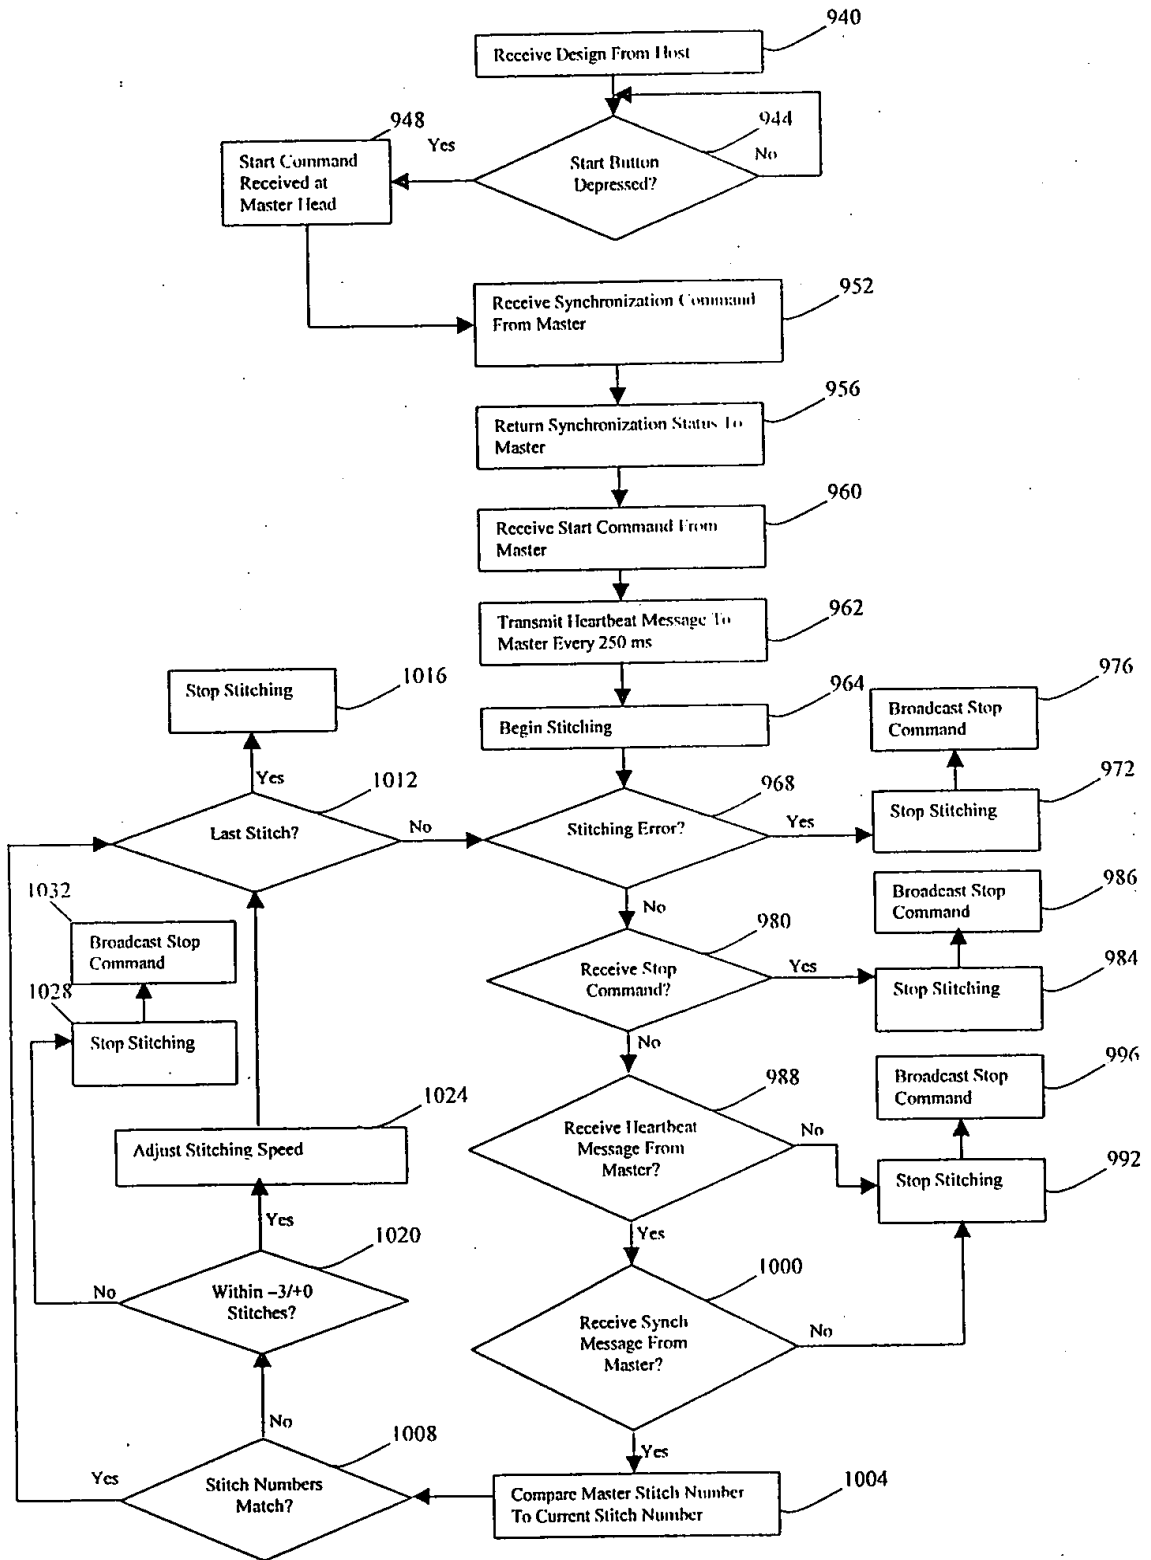 940
Receive Design From Host
948
944
Yes
No
Start Command
Received at
Master Head
Start Button
Depressed?
952
Receive Synchronization Command
From Master
956
Return Synchronization Status To
Master
960
Receive Start Command From
Master
962
Transmit Heartbeat Message To
Master Every 250 ms
1016
Stop Stitching
964
Begin Stitching
976
Broadcast Stop
Command
Yes
1012
Last Stitch?
No
968
Stitching Error?
Yes
972
Stop Stitching
No
986
Broadcast Stop
Command
1032
Broadcast Stop
Command
980
Receive Stop
Command?
Yes
984
Stop Stitching
1028
Stop Stitching
No
996
Broadcast Stop
Command
988
Receive Heartbeat
Message From
Master?
No
992
Stop Stitching
1024
Adjust Stitching Speed
Yes
Yes
1020
Within –3/+0
Stitches?
No
1000
Receive Synch
Message From
Master?
No
No
Yes
1008
Stitch Numbers
Match?
Yes
Compare Master Stitch Number
To Current Stitch Number
1004